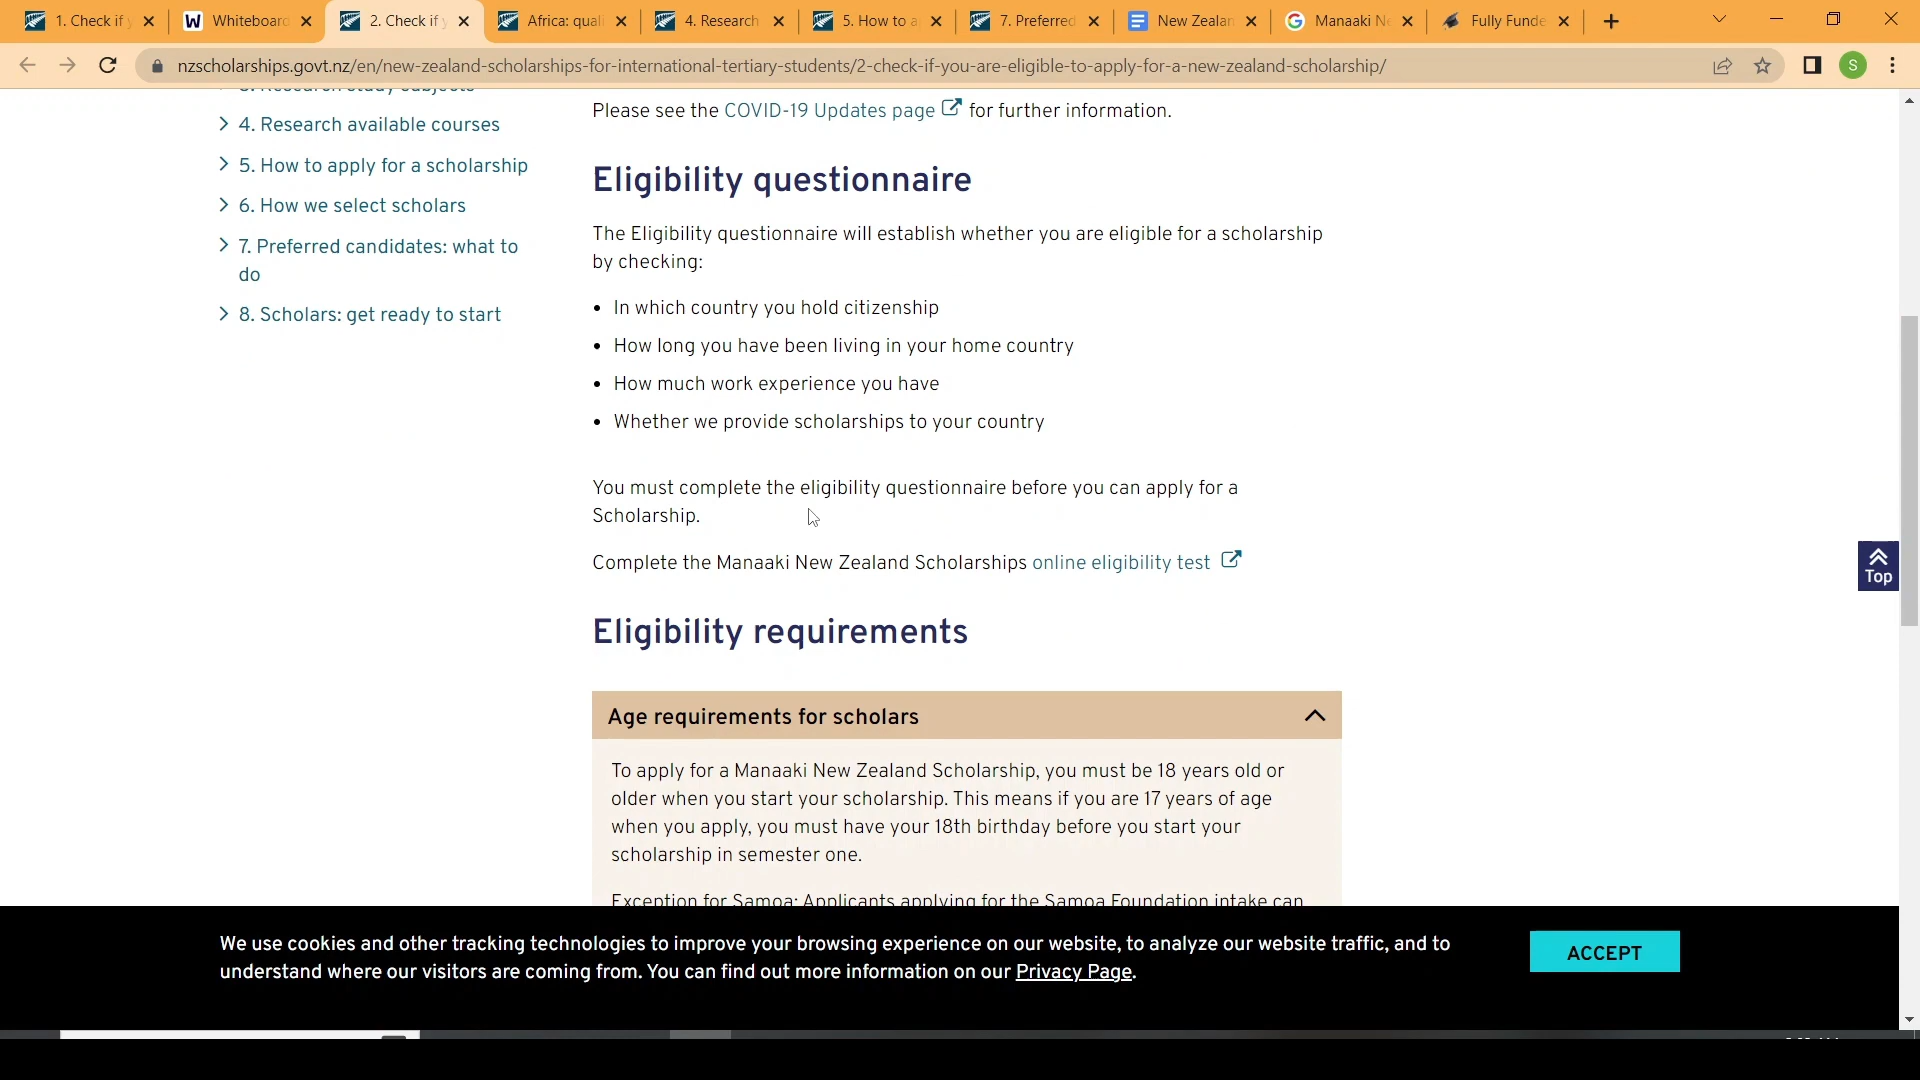 1. Check if y
Whiteboard
2. Check if y
Africa: quali
4. Research
5. How to a
7. Preferred
New Zealan
Manaaki Ne
Fully Funde
nzscholarships.govt.nz/en/new-zealand-scholarships-for-international-tertiary-students/2-check-if-you-are-eligible-to-apply-for-a-new-zealand-scholarship/
S
3. Research study subjects
4. Research available courses
5. How to apply for a scholarship
6. How we select scholars
7. Preferred candidates: what to
do
8. Scholars: get ready to start
Please see the COVID-19 Updates page for further information.
Eligibility questionnaire
The Eligibility questionnaire will establish whether you are eligible for a scholarship
by checking:
• In which country you hold citizenship
• How long you have been living in your home country
• How much work experience you have
• Whether we provide scholarships to your country
You must complete the eligibility questionnaire before you can apply for a
Scholarship.
Complete the Manaaki New Zealand Scholarships online eligibility test
Top
Eligibility requirements
Age requirements for scholars
To apply for a Manaaki New Zealand Scholarship, you must be 18 years old or
older when you start your scholarship. This means if you are 17 years of age
when you apply, you must have your 18th birthday before you start your
scholarship in semester one.
Exception for Samoa: Applicants applying for the Samoa Foundation intake can
We use cookies and other tracking technologies to improve your browsing experience on our website, to analyze our website traffic, and to
understand where our visitors are coming from. You can find out more information on our Privacy Page.
ACCEPT